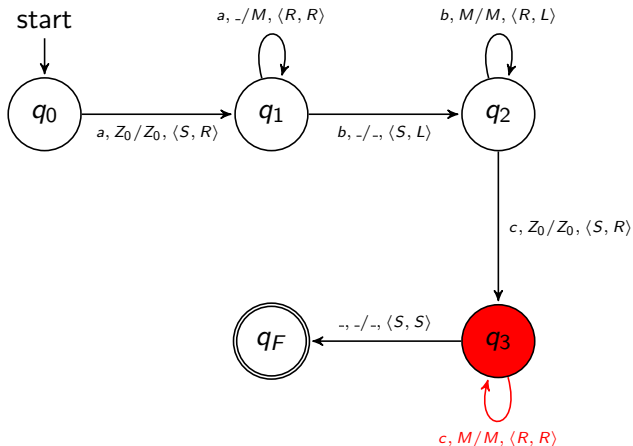 start
a, _/M, ⟨R, R⟩
b, M/M, ⟨R, L⟩
q0
q1
q2
a, Z0/Z0, ⟨S, R⟩
b, _/_, ⟨S, L⟩
c, Z0/Z0, ⟨S, R⟩
_, _/_, ⟨S, S⟩
qF
q3
c, M/M, ⟨R, R⟩